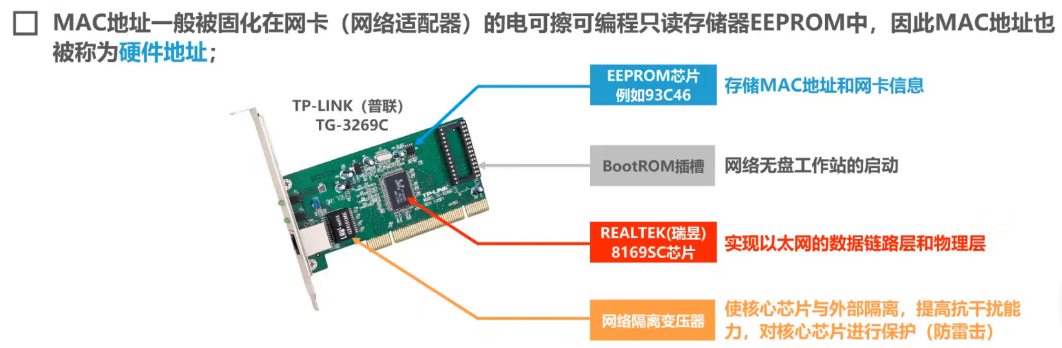 MAC地址一般被固化在网卡（网络适配器）的电可擦可编程只读存储器EEPROM中，因此MAC地址也
被称为硬件地址；
EEPROM芯片
例如93C46
存储MAC地址和网卡信息
TP-LINK（普联）
TG-3269C
BootROM插槽
网络无盘工作站的启动
TP-LINK
REALTEK(瑞昱)
8169SC芯片
实现以太网的数据链路层和物理层
网络隔离变压器
使核心芯片与外部隔离，提高抗干扰能
力，对核心芯片进行保护（防雷击）